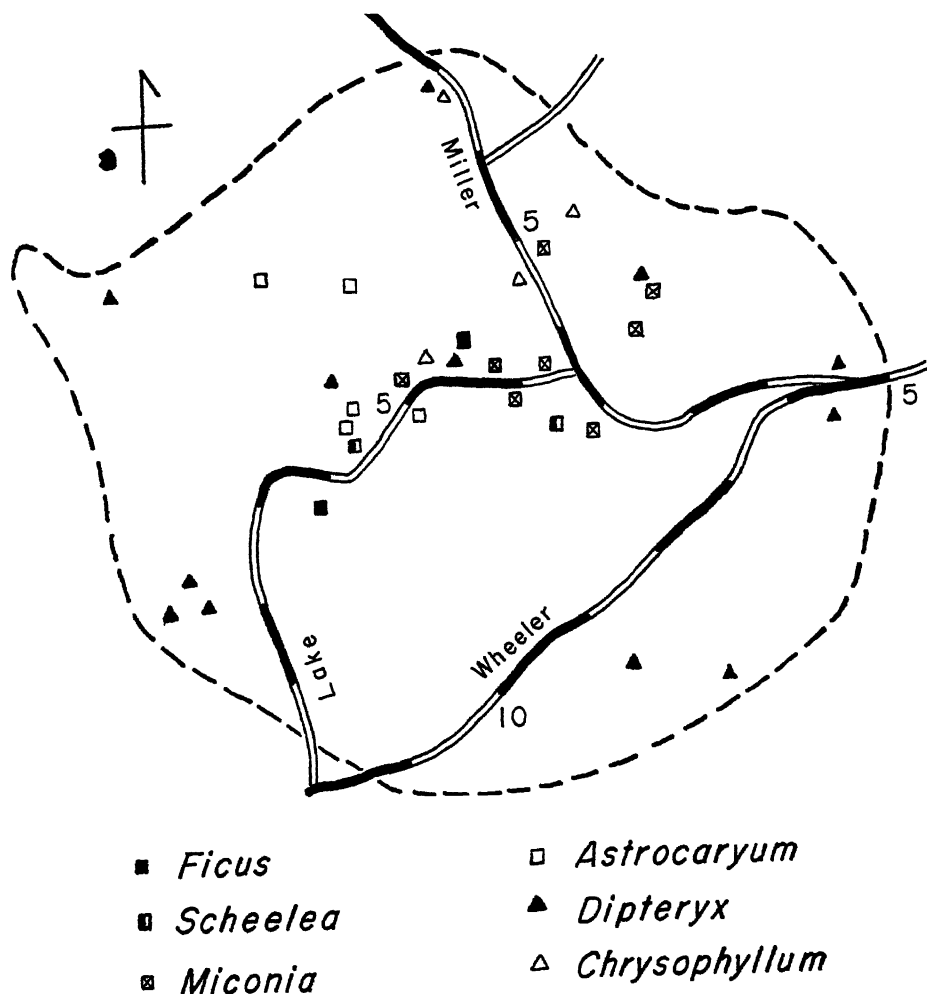 Miller
5
5
5
Lake
Wheeler
10
Ficus
Scheelea
Miconia
Astrocaryum
Dipteryx
Chrysophyllum